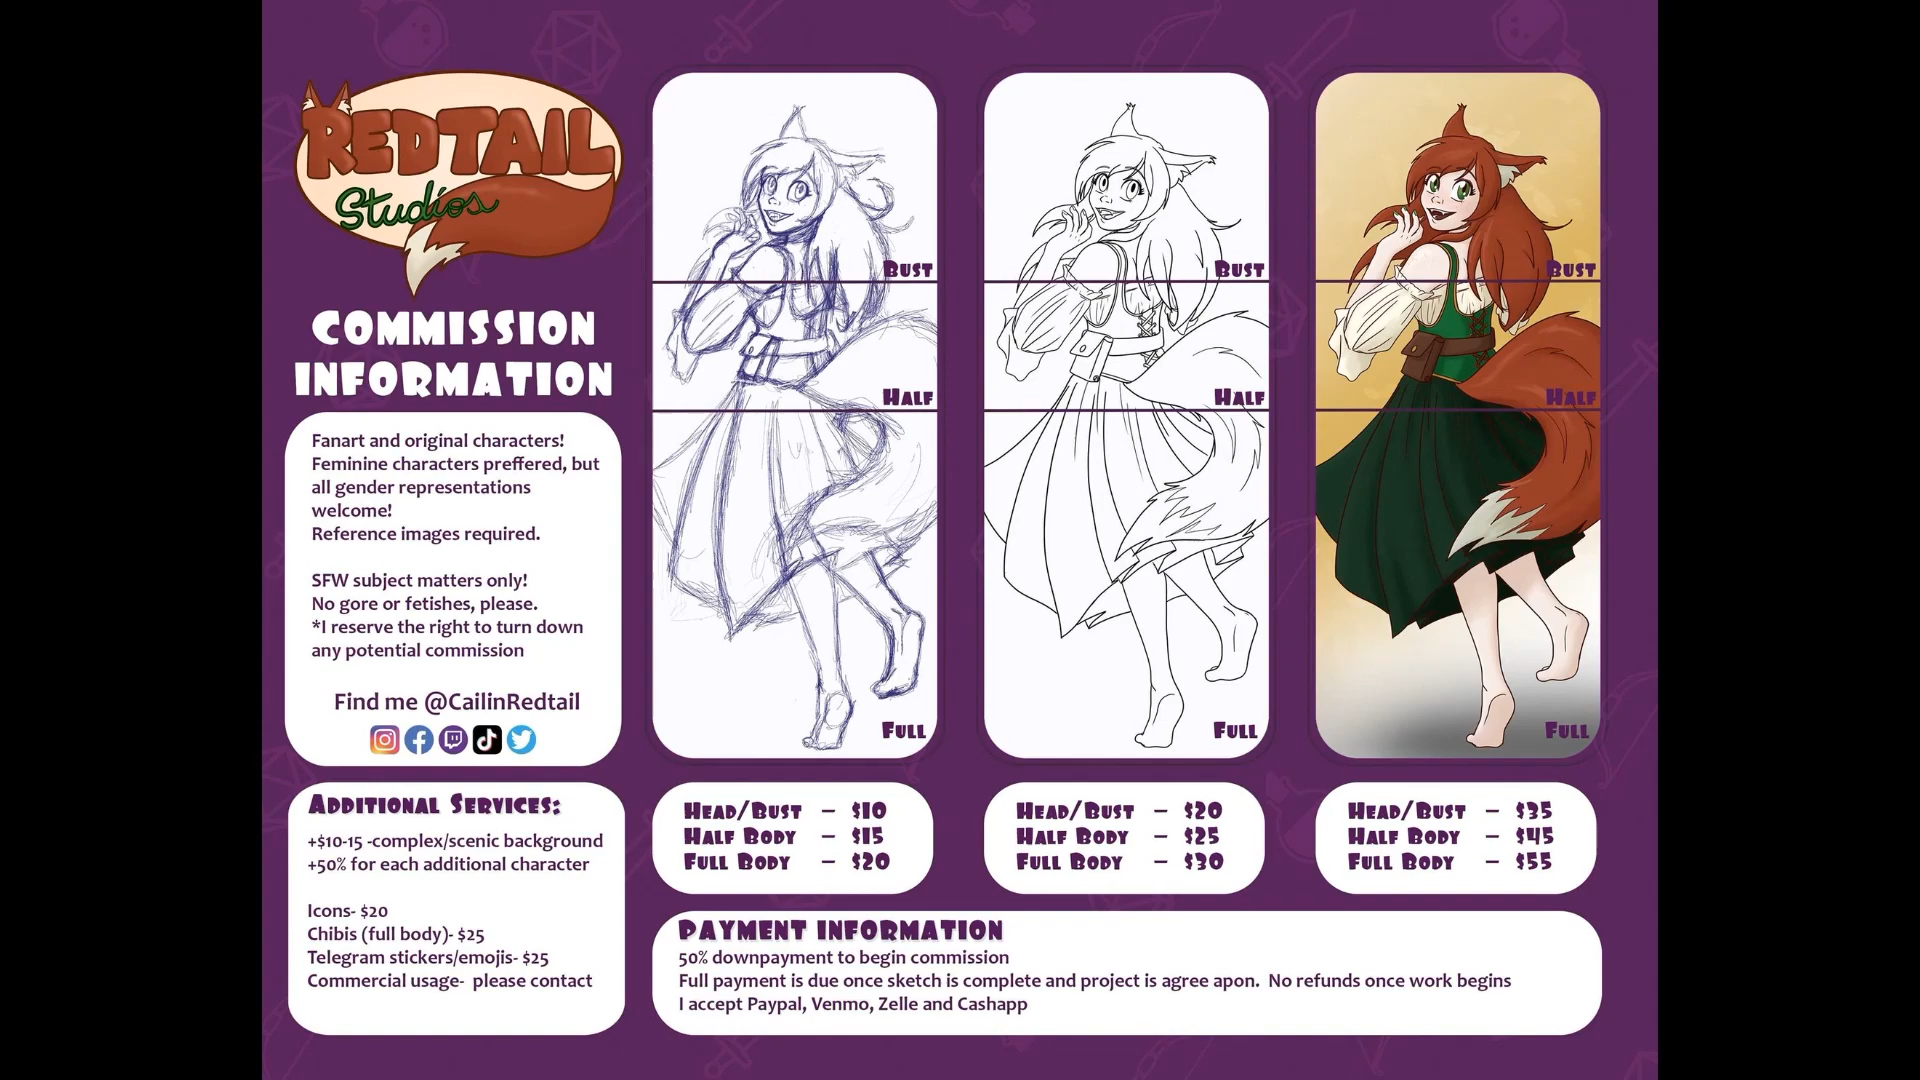 REDTAIL
Studios
COMMISSION
INFORMATION
Fanart and original characters!
Feminine characters preffered, but
all gender representations
welcome!
Reference images required.
SFW subject matters only!
No gore or fetishes, please.
*I reserve the right to turn down
any potential commission
Find me @CailinRedtail
Additional Services:
+$10-15 -complex/scenic background
+50% for each additional character
Icons- $20
Chibis (full body)- $25
Telegram stickers/emojis- $25
Commercial usage- please contact
Bust
Half
Full
Head/Bust – $10
Half Body – $15
Full Body – $20
Bust
Half
Full
Head/Bust – $20
Half Body – $25
Full Body – $30
Bust
Half
Full
Head/Bust – $35
Half Body – $45
Full Body – $55
Payment Information
50% downpayment to begin commission
Full payment is due once sketch is complete and project is agree apon. No refunds once work begins
I accept Paypal, Venmo, Zelle and Cashapp